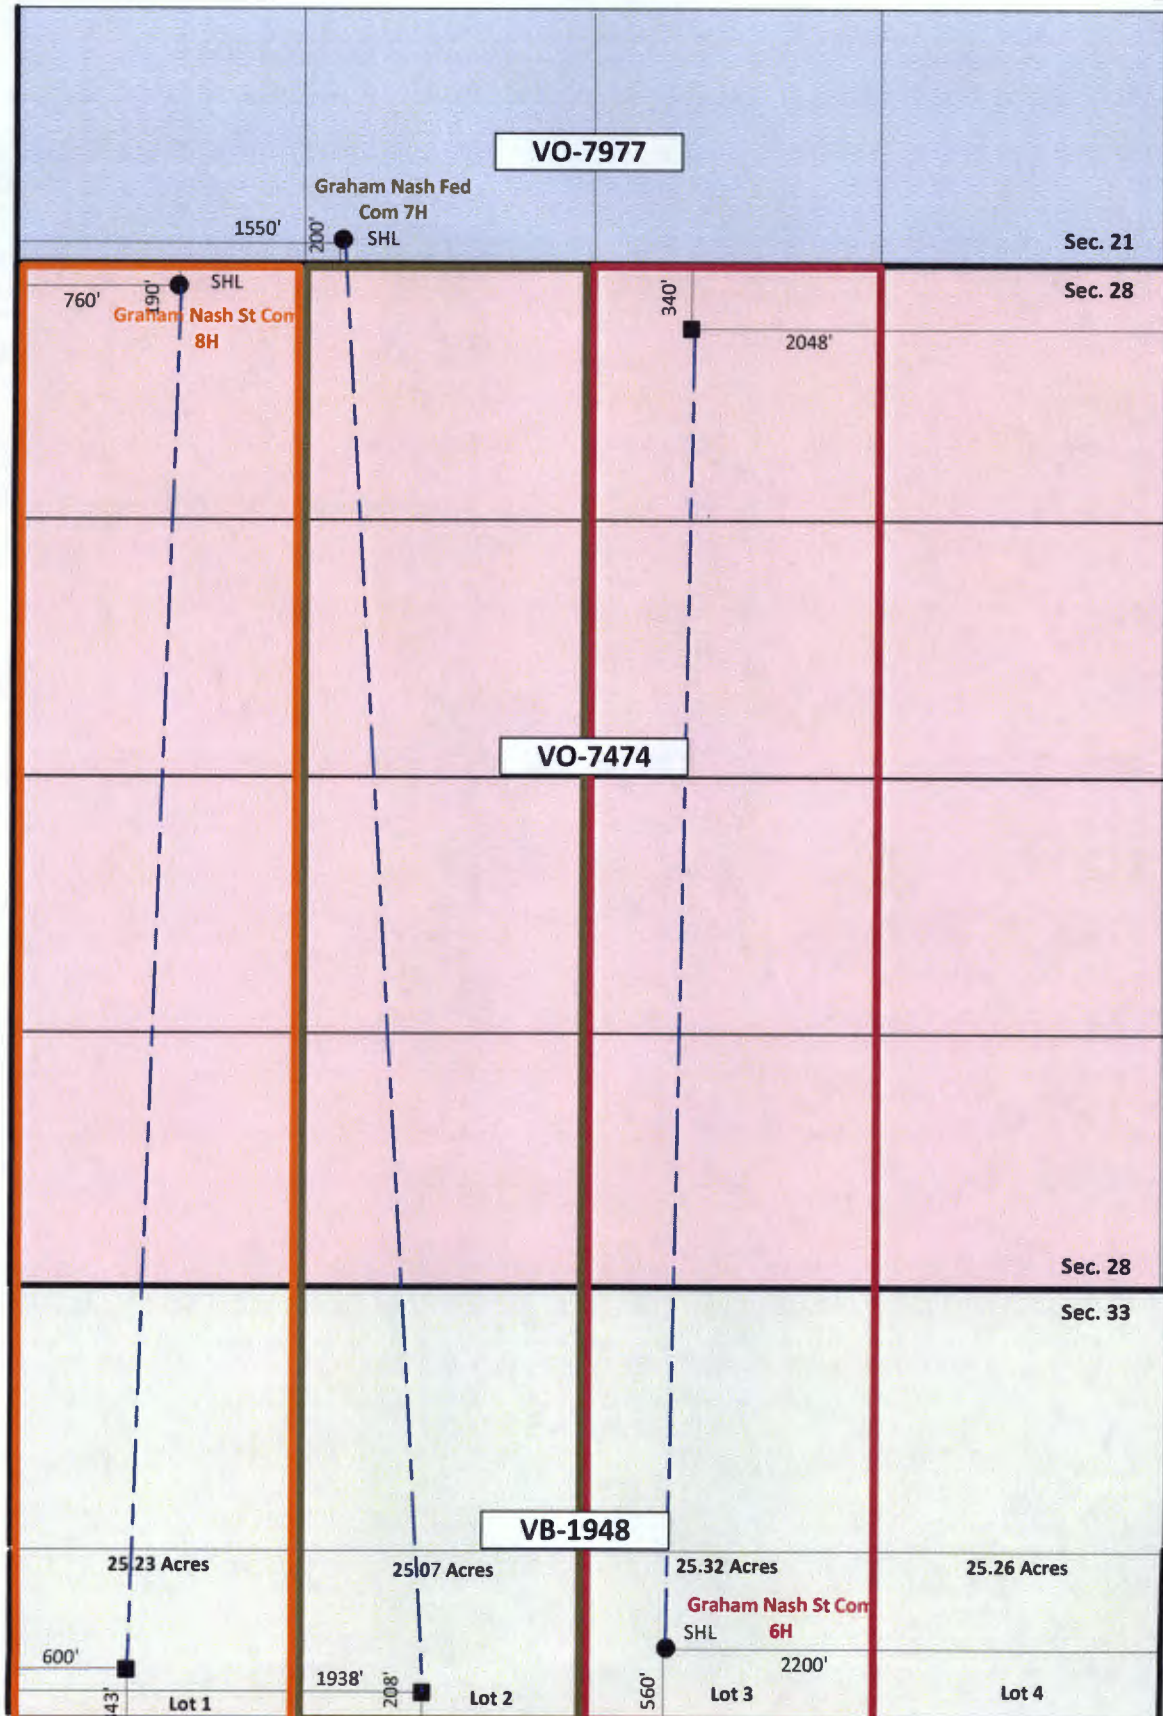 VO-7977
Graham Nash Fed
Com 7H
1550'
200'
SHL
Sec. 21
Sec. 28
760'
190'
SHL
Graham Nash St Com
8H
340'
2048'
VO-7474
Sec. 28
Sec. 33
VB-1948
25.23 Acres
25.07 Acres
25.32 Acres
25.26 Acres
Graham Nash St Com
6H
SHL
2200'
600'
43'
1938'
208'
560'
Lot 1
Lot 2
Lot 3
Lot 4